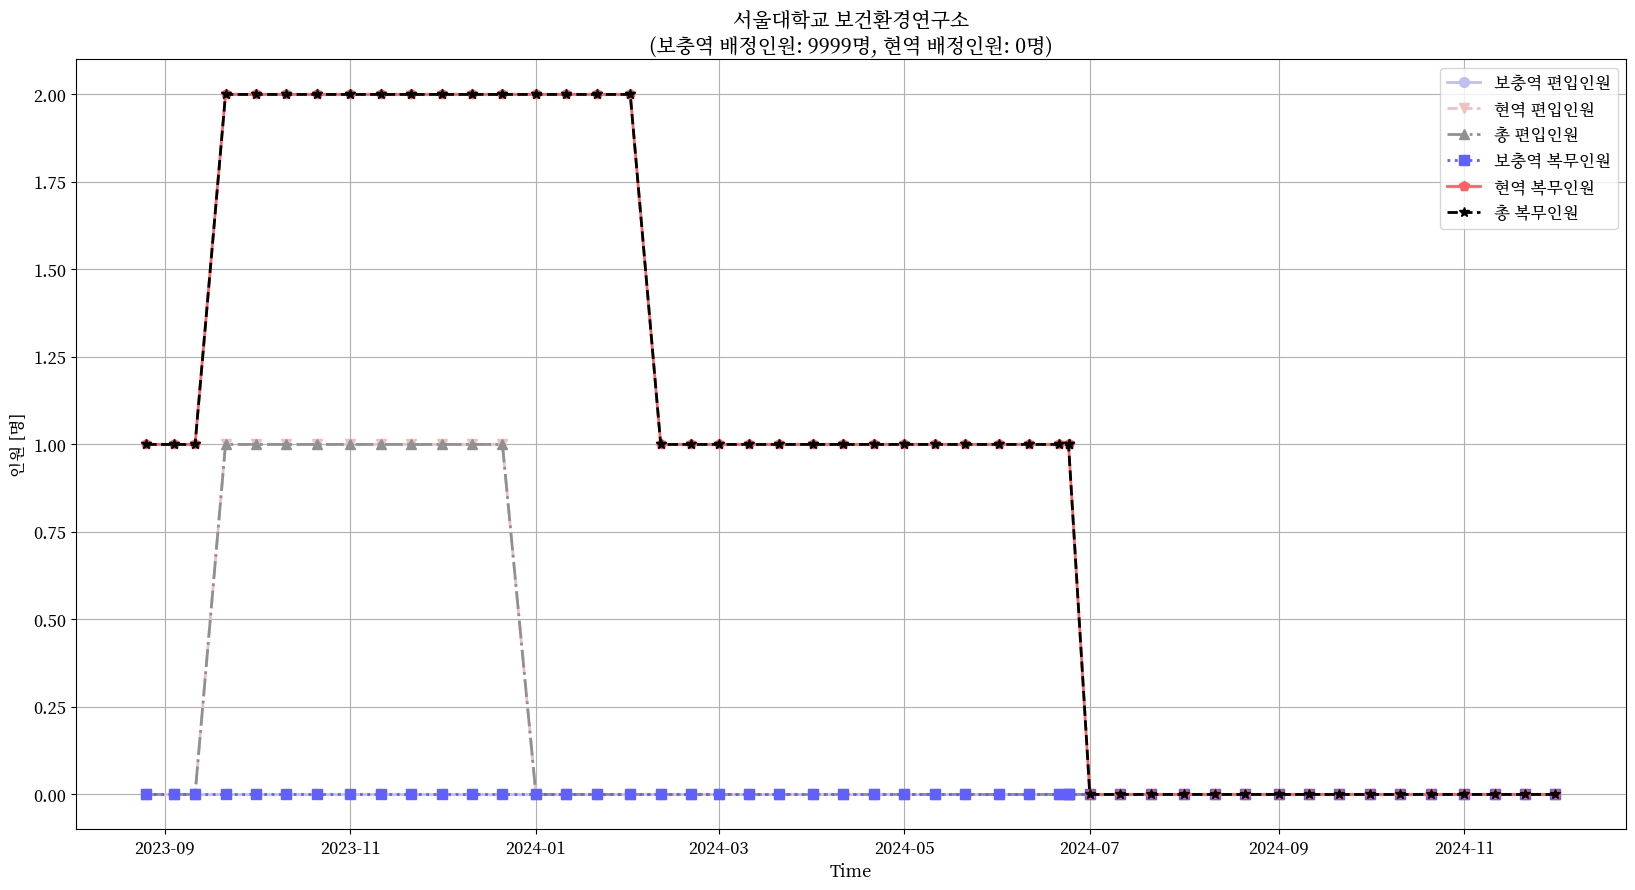 서울대학교 보건환경연구소
(보충역 배정인원: 9999명, 현역 배정인원: 0명)
보충역 편입인원
현역 편입인원
총 편입인원
보충역 복무인원
현역 복무인원
총 복무인원
인원 [명]
2.00
1.75
1.50
1.25
1.00
0.75
0.50
0.25
0.00
2023-09
2023-11
2024-01
2024-03
2024-05
2024-07
2024-09
2024-11
Time